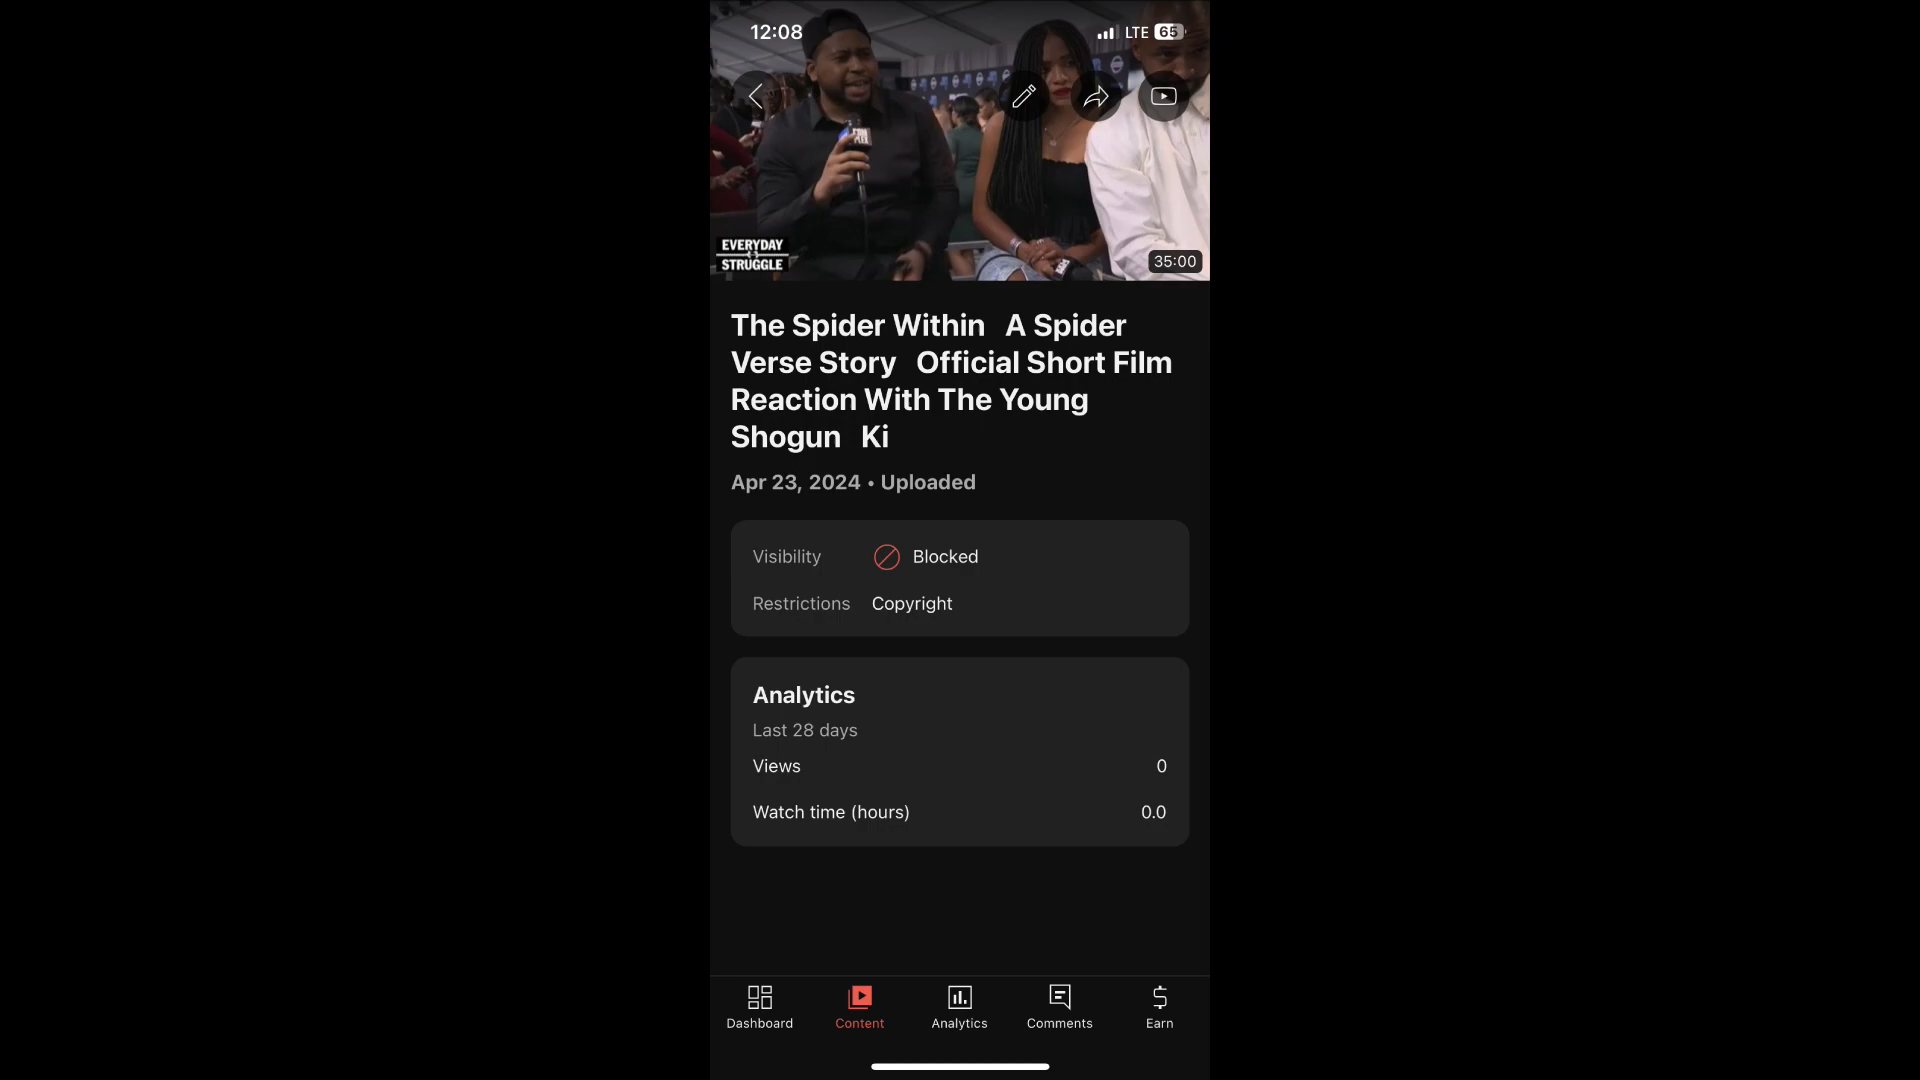 12:08
LTE 65
EVERYDAY
STRUGGLE
35:00
The Spider Within   A Spider
Verse Story   Official Short Film
Reaction With The Young
Shogun   Ki
Apr 23, 2024 • Uploaded
Visibility Blocked
Restrictions Copyright
Analytics
Last 28 days
Views 0
Watch time (hours) 0.0
Dashboard Content Analytics Comments Earn